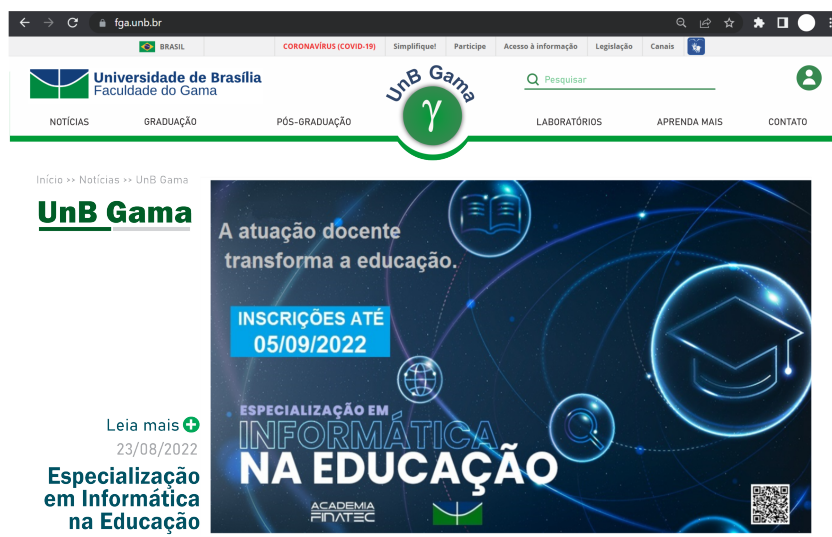 fga.unb.br
BRASIL
CORONAVÍRUS (COVID-19)
Simplifique!
Participe
Acesso à informação
Legislação
Canais
Universidade de Brasília
Faculdade do Gama
UnB Gama
γ
Pesquisar
NOTÍCIAS
GRADUAÇÃO
PÓS-GRADUAÇÃO
LABORATÓRIOS
APRENDA MAIS
CONTATO
Início >> Notícias >> UnB Gama
UnB Gama
A atuação docente
transforma a educação.
INSCRIÇÕES ATÉ
05/09/2022
ESPECIALIZAÇÃO EM
INFORMÁTICA
NA EDUCAÇÃO
ACADEMIA
FINATEC
Leia mais
23/08/2022
Especialização
em Informática
na Educação